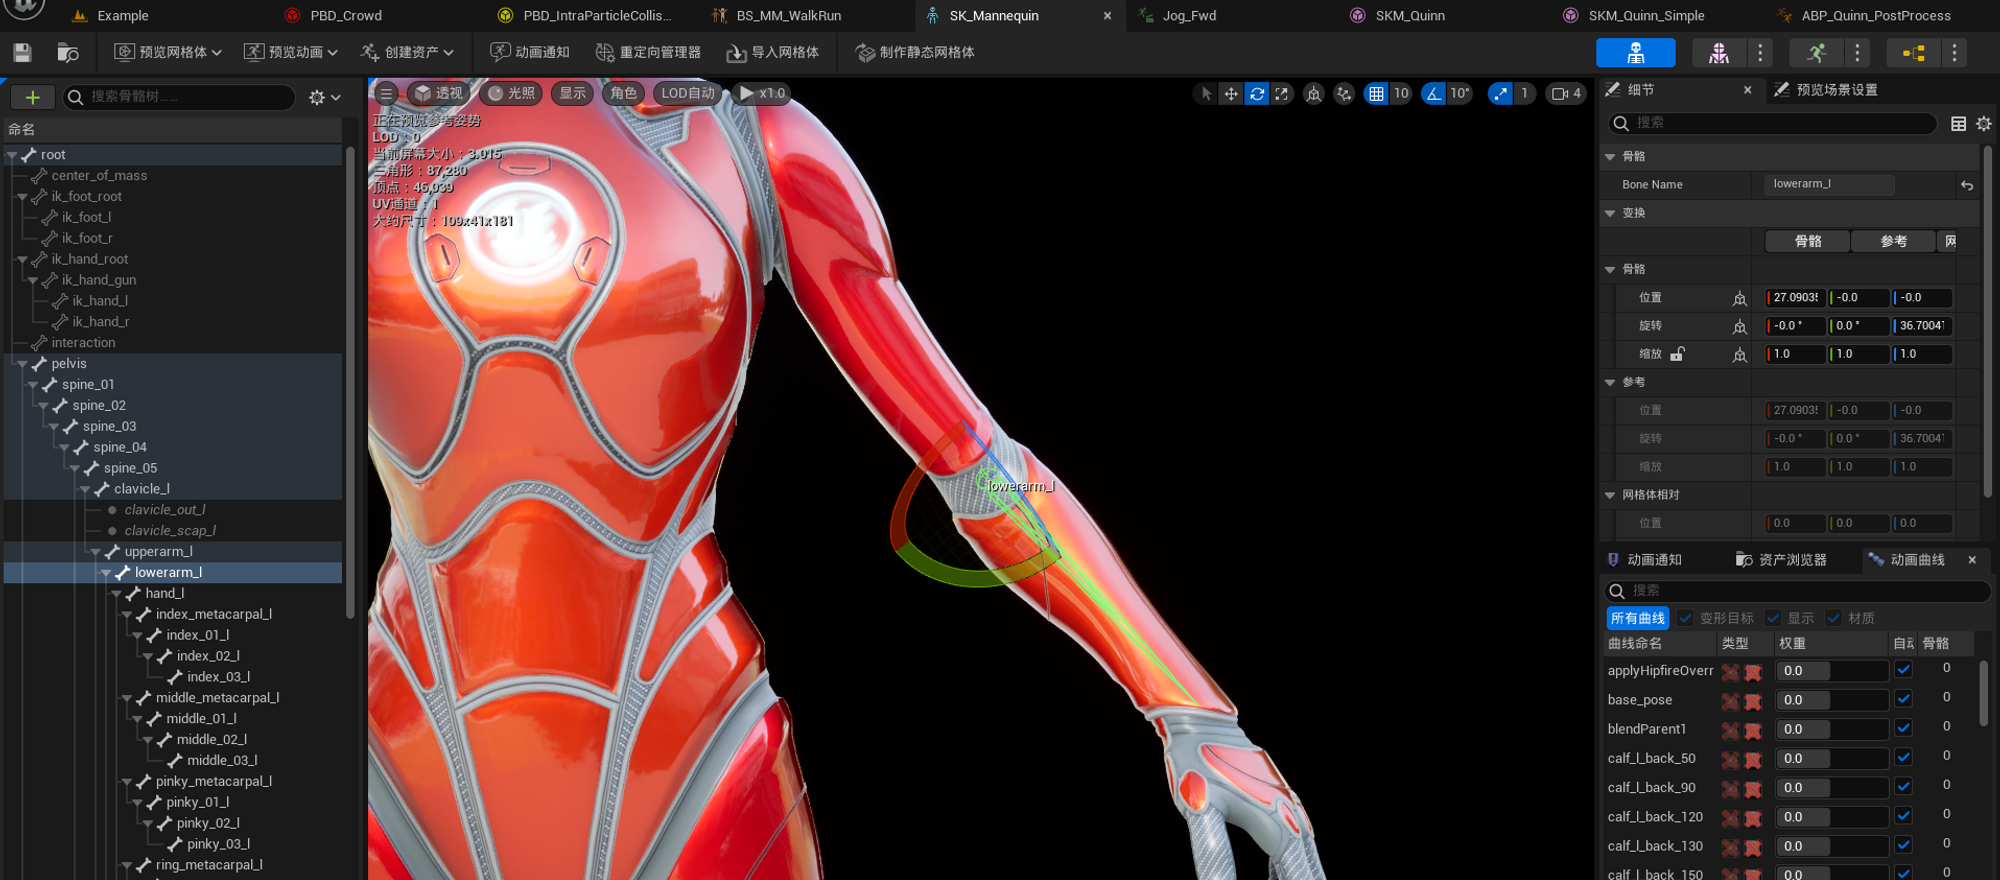 Example
PBD_Crowd
PBD_IntraParticleCollis...
BS_MM_WalkRun
SK_Mannequin
Jog_Fwd
SKM_Quinn
SKM_Quinn_Simple
ABP_Quinn_PostProcess
预览网格体
预览动画
创建资产
动画通知
重定向管理器
导入网格体
制作静态网格体
搜索骨骼树......
命名
root
center_of_mass
ik_foot_root
ik_foot_l
ik_foot_r
ik_hand_root
ik_hand_gun
ik_hand_l
ik_hand_r
interaction
pelvis
spine_01
spine_02
spine_03
spine_04
spine_05
clavicle_l
clavicle_out_l
clavicle_scap_l
upperarm_l
lowerarm_l
hand_l
index_metacarpal_l
index_01_l
index_02_l
index_03_l
middle_metacarpal_l
middle_01_l
middle_02_l
middle_03_l
pinky_metacarpal_l
pinky_01_l
pinky_02_l
pinky_03_l
ring_metacarpal_l
透视
光照
显示
角色
LOD自动
x1.0
10
10°
1
4
正在预览参考姿势
LOD：0
当前屏幕大小：3.015
三角形：87,280
顶点：46,039
UV通道：1
大约尺寸：109x41x181
lowerarm_l
细节
预览场景设置
搜索
骨骼
Bone Name lowerarm_l
变换
骨骼 参考 网
骨骼
位置 27.0903 -0.0 -0.0
旋转 -0.0 ° 0.0 ° 36.7004
缩放 1.0 1.0 1.0
参考
位置 27.0903 -0.0 -0.0
旋转 -0.0 ° 0.0 ° 36.7004
缩放 1.0 1.0 1.0
网格体相对
位置 0.0 0.0 0.0
动画通知
资产浏览器
动画曲线
搜索
所有曲线 变形目标 显示 材质
曲线命名 类型 权重 自动 骨骼
applyHipfireOverr 0.0 0
base_pose 0.0 0
blendParent1 0.0 0
calf_l_back_50 0.0 0
calf_l_back_90 0.0 0
calf_l_back_120 0.0 0
calf_l_back_130 0.0 0
calf_l_back_150 0.0 0